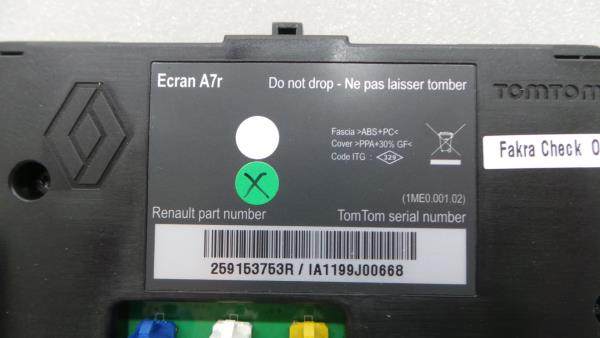 Ecran A7r
Do not drop - Ne pas laisser tomber
TOMTOM
Fascia >ABS+PC<
Cover >PPA+30% GF<
Code ITG : 329
Fakra Check O
X
(1ME0.001.02)
Renault part number
TomTom serial number
259153753R / IA1199J00668